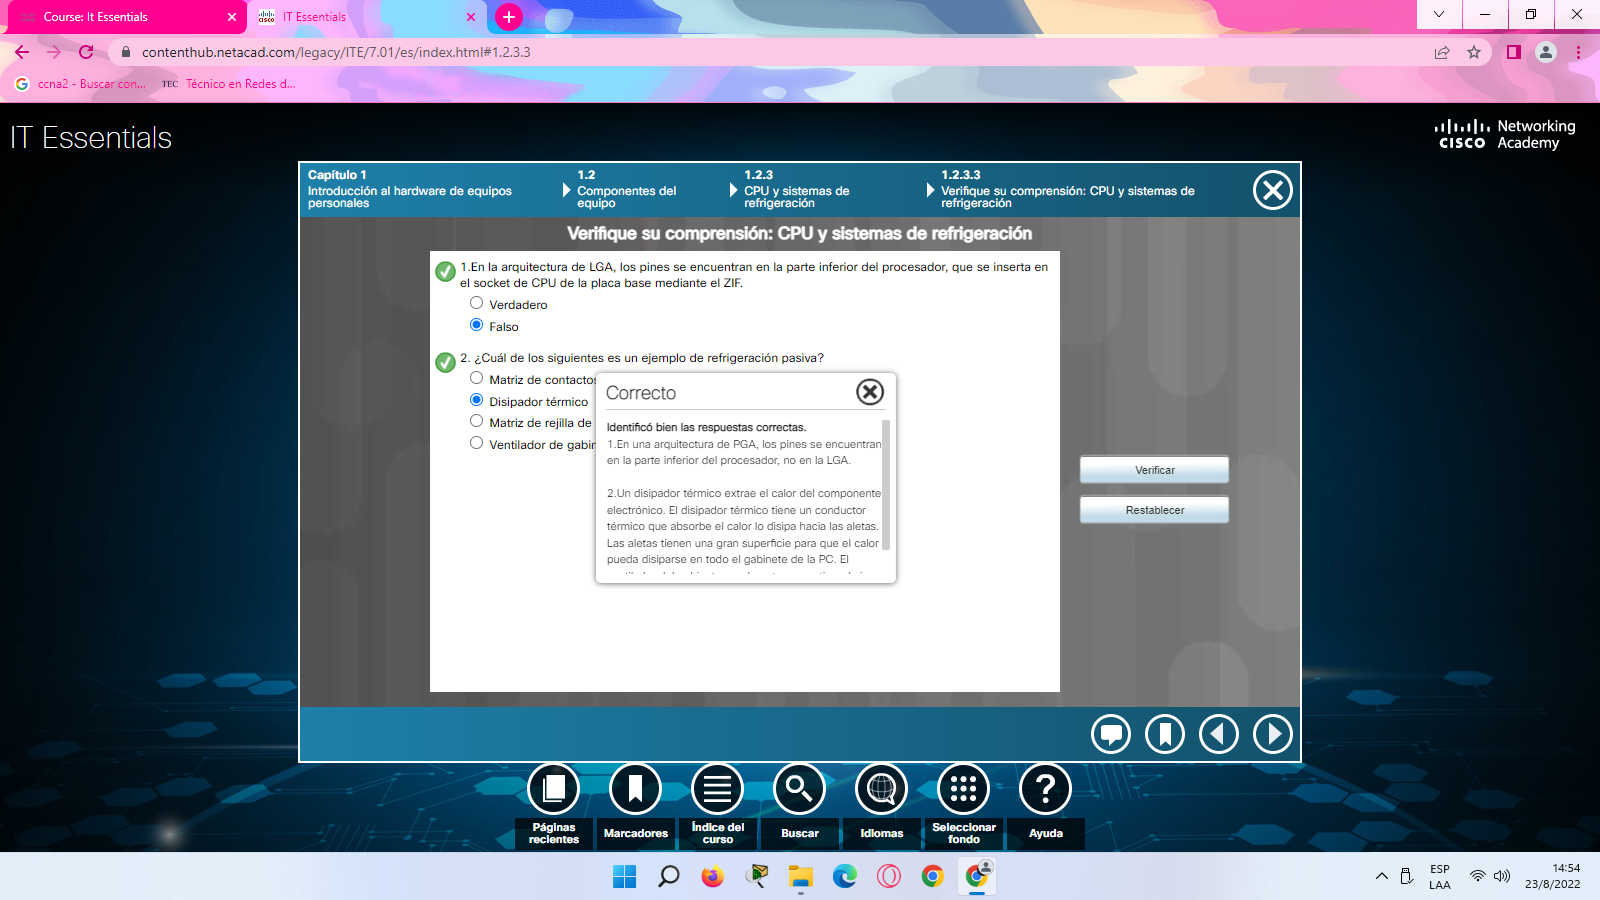 Course: It Essentials
IT Essentials
contenthub.netacad.com/legacy/ITE/7.01/es/index.html#1.2.3.3
ccna2 - Buscar con...
TEC Técnico en Redes d...
IT Essentials
Networking
CISCO Academy
Capítulo 1
Introducción al hardware de equipos
personales
1.2
Componentes del
equipo
1.2.3
CPU y sistemas de
refrigeración
1.2.3.3
Verifique su comprensión: CPU y sistemas de
refrigeración
Verifique su comprensión: CPU y sistemas de refrigeración
1.En la arquitectura de LGA, los pines se encuentran en la parte inferior del procesador, que se inserta en
el socket de CPU de la placa base mediante el ZIF.
Verdadero
Falso
2. ¿Cuál de los siguientes es un ejemplo de refrigeración pasiva?
Matriz de contactos
Disipador térmico
Matriz de rejilla de
Ventilador de gabin
Correcto
Identificó bien las respuestas correctas.
1.En una arquitectura de PGA, los pines se encuentran
en la parte inferior del procesador, no en la LGA.
2.Un disipador térmico extrae el calor del componente
electrónico. El disipador térmico tiene un conductor
térmico que absorbe el calor lo disipa hacia las aletas.
Las aletas tienen una gran superficie para que el calor
pueda disiparse en todo el gabinete de la PC. El
Verificar
Restablecer
Páginas
recientes
Marcadores
Índice del
curso
Buscar
Idiomas
Seleccionar
fondo
Ayuda
ESP
LAA
14:54
23/8/2022